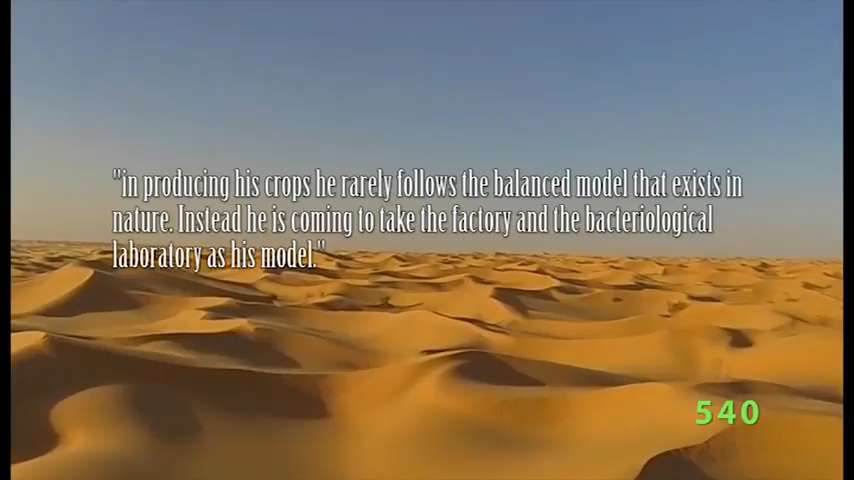 "in producing his crops he rarely follows the balanced model that exists in
nature. Instead he is coming to take the factory and the bacteriological
laboratory as his model."
540